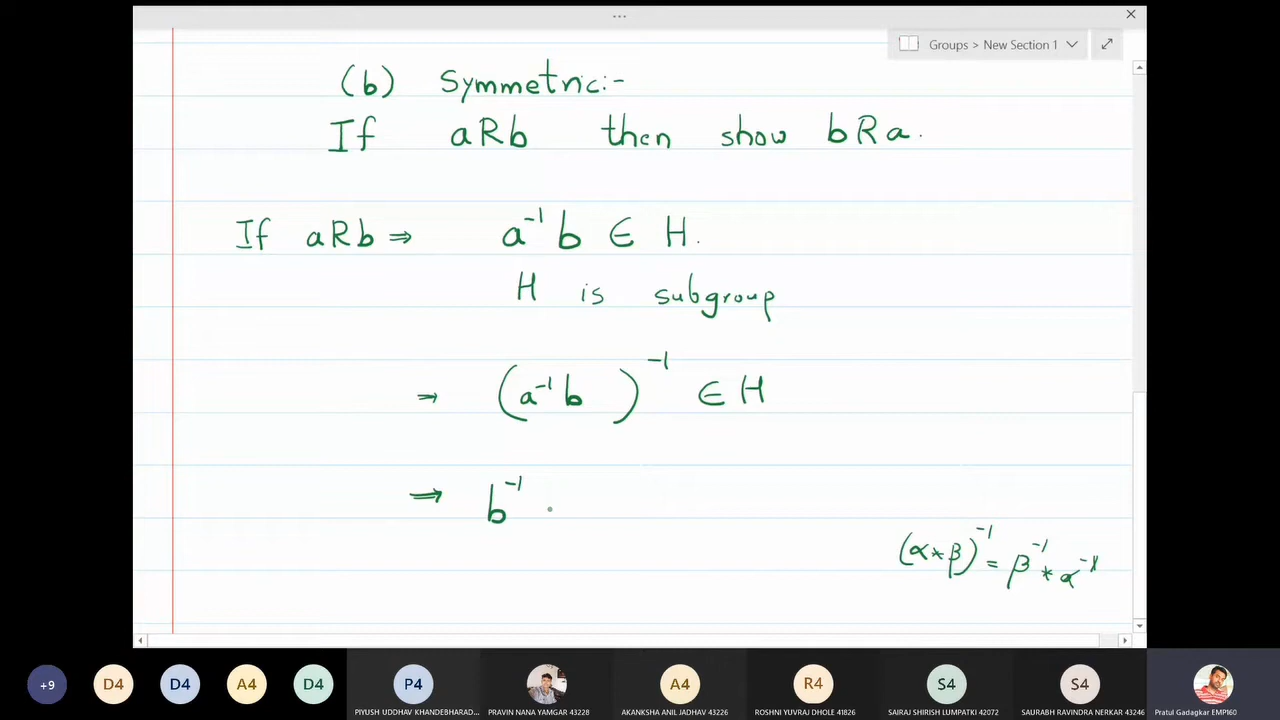 ...
Groups > New Section 1
(b) Symmetric:-
If aRb then show bRa.
If aRb ⇒ a⁻¹ b ∈ H.
H is subgroup
⇒ (a⁻¹ b)⁻¹ ∈ H
⇒ b⁻¹ .
(α * β)⁻¹ = β⁻¹ * α⁻¹
+9 D4 D4 A4 D4 P4 A4 R4 S4 S4
PIYUSH UDDHAV KHANDEBHARAD... PRAVIN NANA YAMGAR 43228 AKANKSHA ANIL JADHAV 43226 ROSHNI YUVRAJ DHOLE 41826 SAIRAJ SHIRISH LUMPATKI 42072 SAURABH RAVINDRA NERKAR 43246 Pratul Gadagkar EMP160